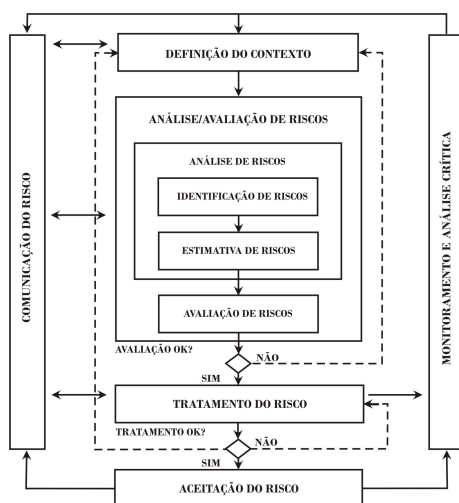 DEFINIÇÃO DO CONTEXTO
ANÁLISE/AVALIAÇÃO DE RISCOS
ANÁLISE DE RISCOS
IDENTIFICAÇÃO DE RISCOS
ESTIMATIVA DE RISCOS
AVALIAÇÃO DE RISCOS
AVALIAÇÃO OK?
NÃO
SIM
TRATAMENTO DO RISCO
TRATAMENTO OK?
NÃO
SIM
ACEITAÇÃO DO RISCO
COMUNICAÇÃO DO RISCO
MONITORAMENTO E ANÁLISE CRÍTICA